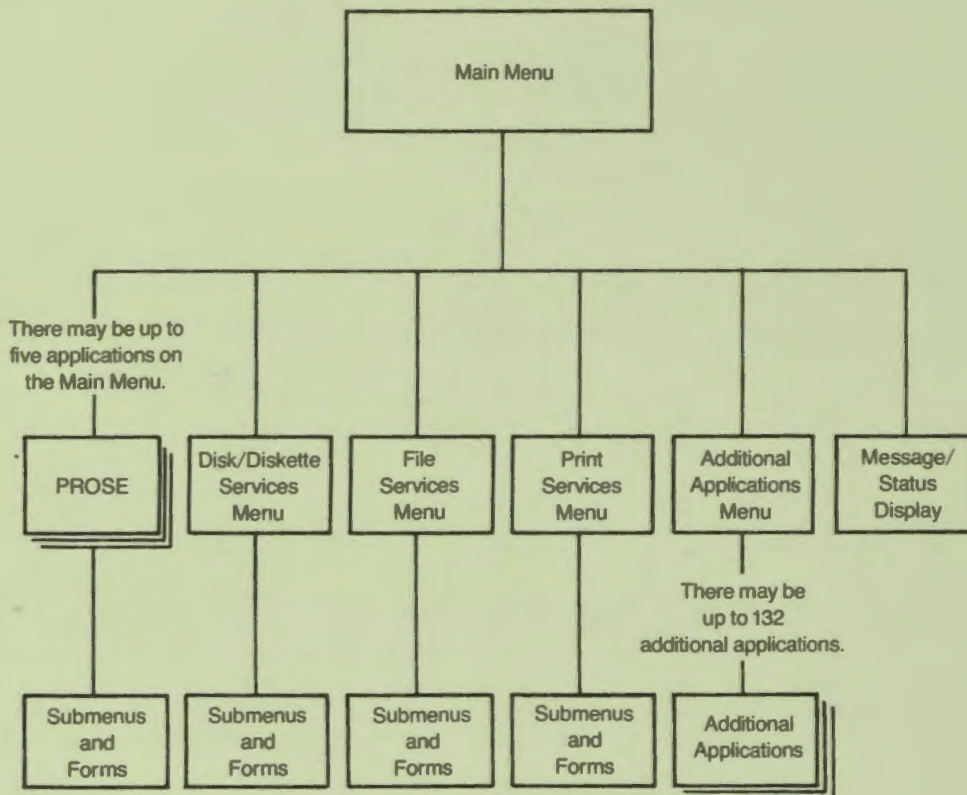 Main Menu
There may be up to
five applications on
the Main Menu.
PROSE
Disk/Diskette
Services
Menu
File
Services
Menu
Print
Services
Menu
Additional
Applications
Menu
Message/
Status
Display
There may be
up to 132
additional applications.
Submenus
and
Forms
Submenus
and
Forms
Submenus
and
Forms
Submenus
and
Forms
Additional
Applications